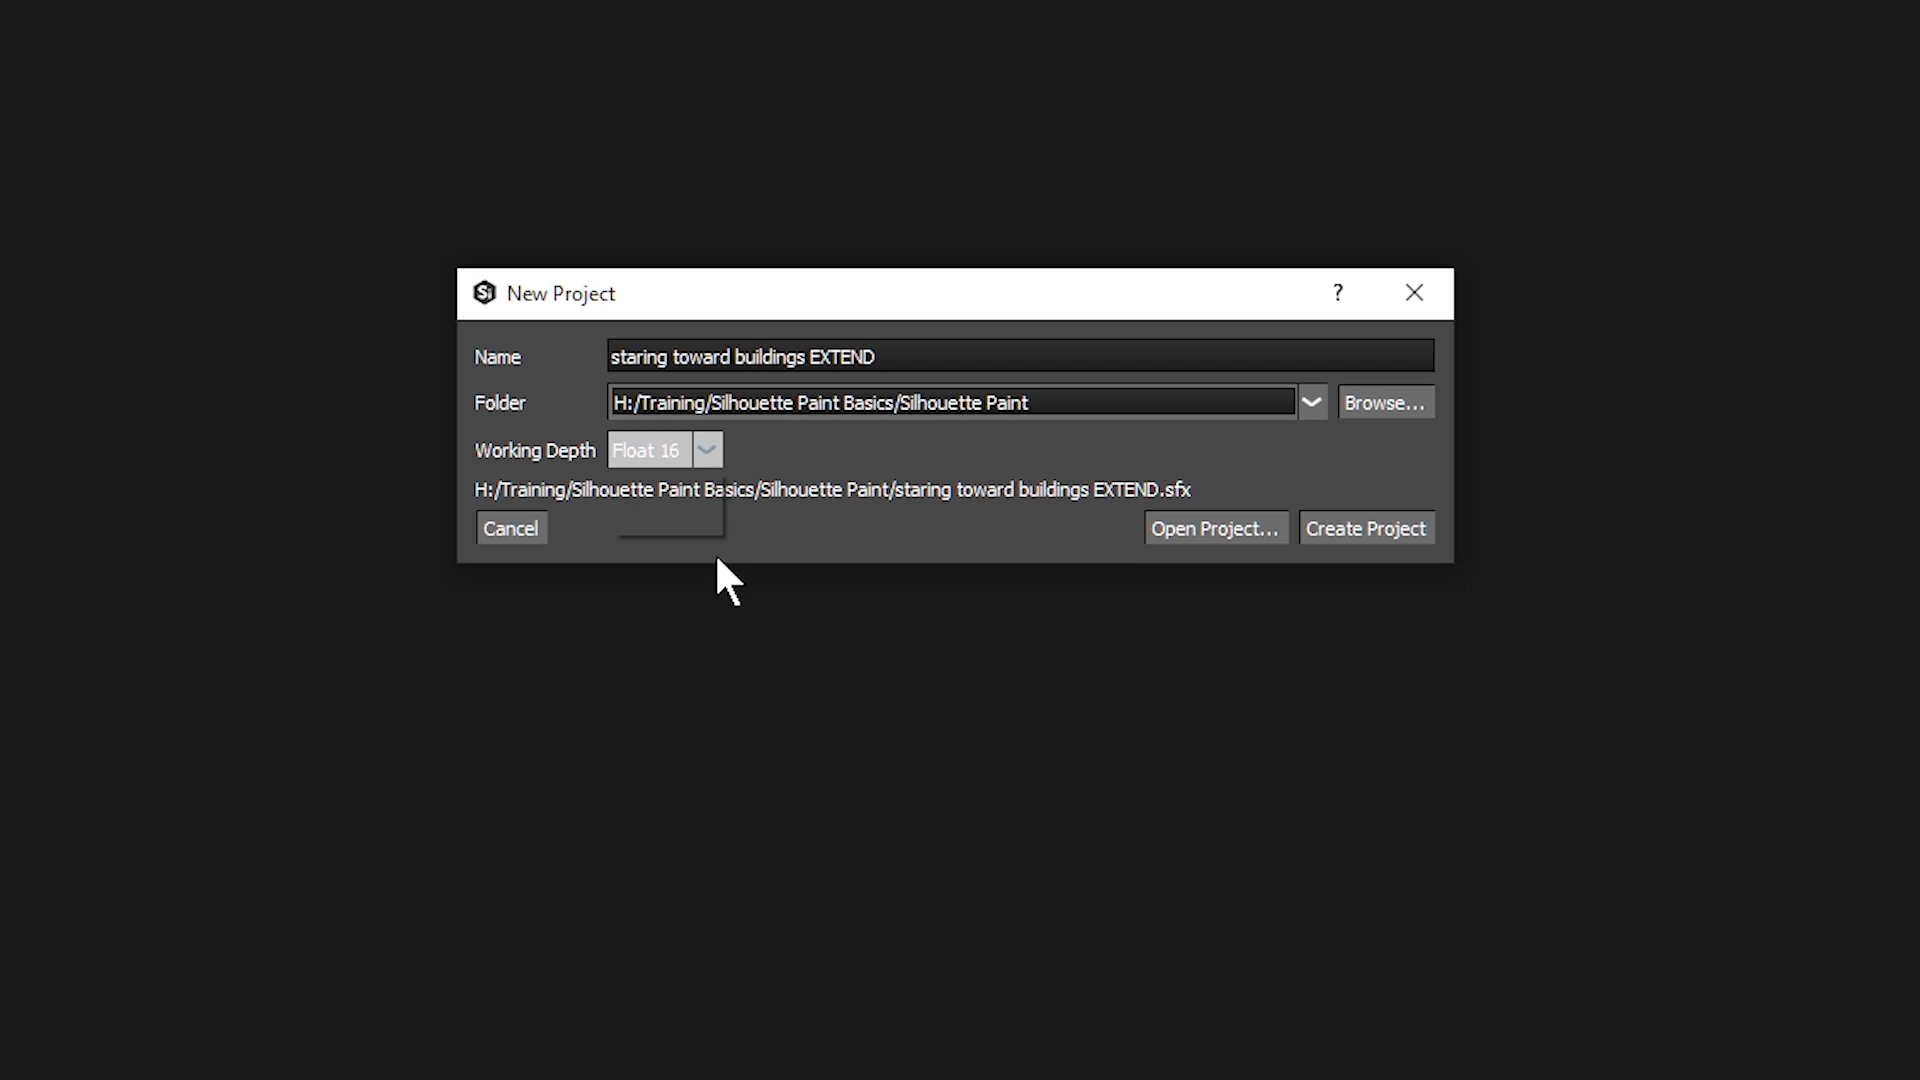 New Project
?
Name staring toward buildings EXTEND
Folder H:/Training/Silhouette Paint Basics/Silhouette Paint Browse...
Working Depth Float 16
H:/Training/Silhouette Paint Basics/Silhouette Paint/staring toward buildings EXTEND.sfx
Cancel Open Project... Create Project